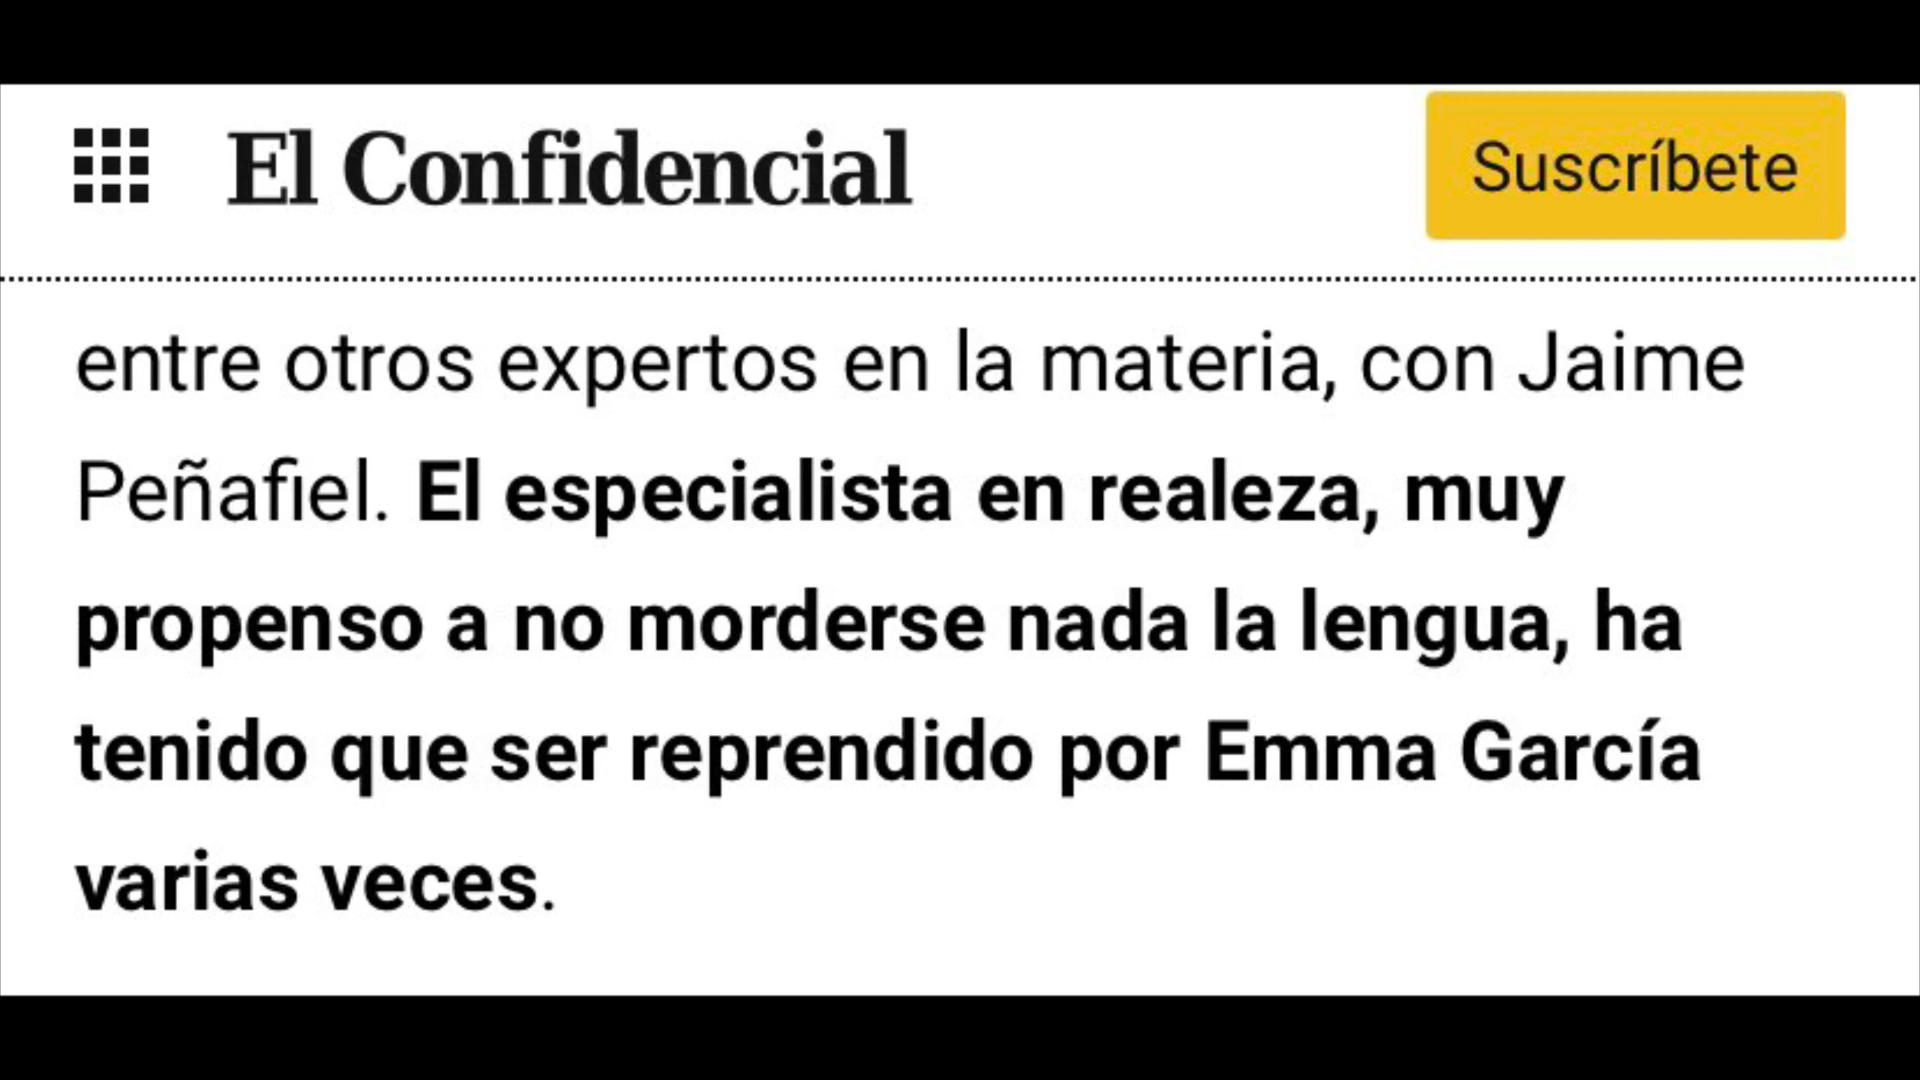 El Confidencial
Suscríbete
entre otros expertos en la materia, con Jaime
Peñafiel. El especialista en realeza, muy
propenso a no morderse nada la lengua, ha
tenido que ser reprendido por Emma García
varias veces.